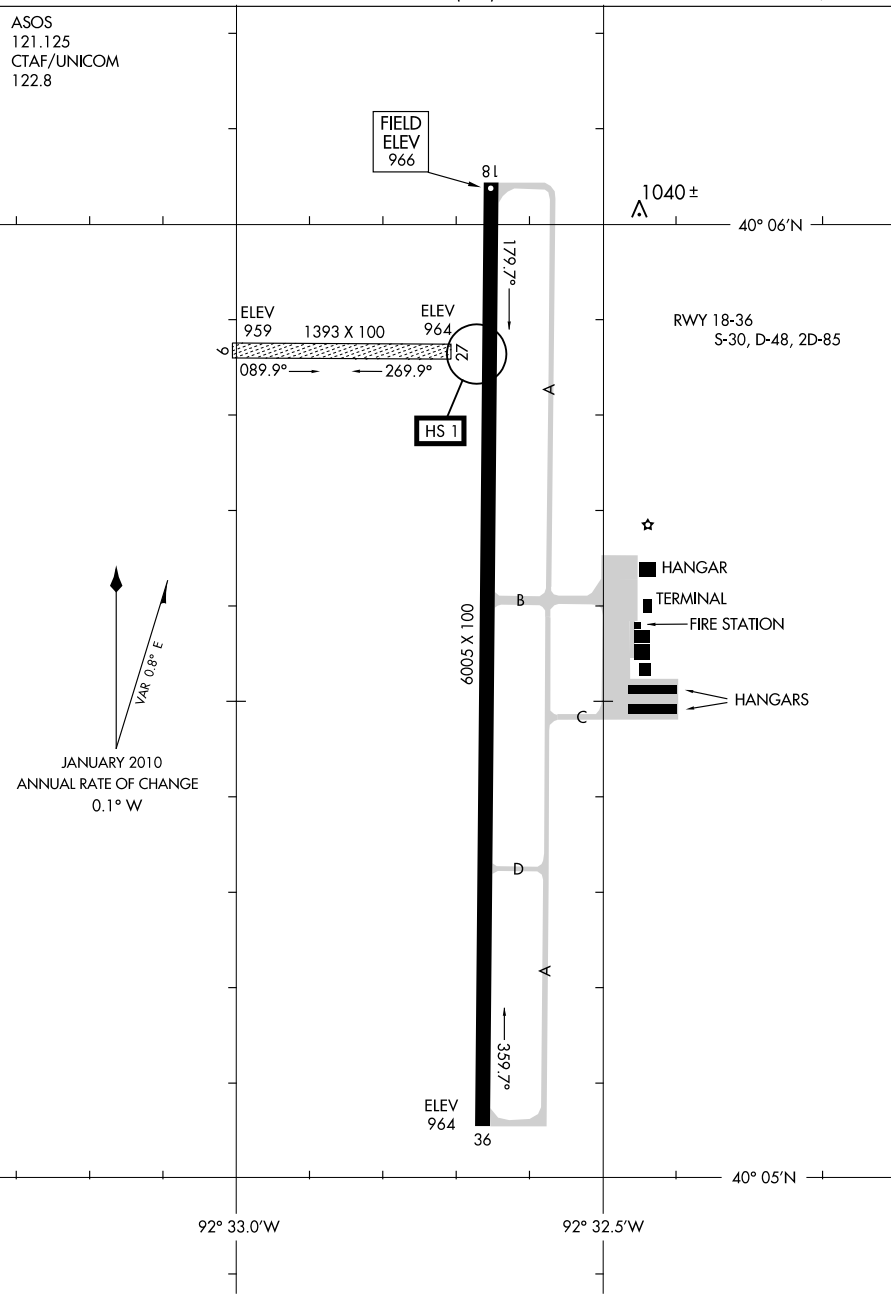 ASOS
121.125
CTAF/UNICOM
122.8
FIELD
ELEV
966
18
1040 ±
40° 06'N
179.7°
RWY 18-36
S-30, D-48, 2D-85
ELEV
959
1393 X 100
ELEV
964
9
27
089.9°
269.9°
A
HS 1
HANGAR
B
TERMINAL
FIRE STATION
6005 X 100
VAR 0.8° E
HANGARS
C
JANUARY 2010
ANNUAL RATE OF CHANGE
0.1° W
D
A
359.7°
ELEV
964
36
40° 05'N
92° 33.0'W
92° 32.5'W